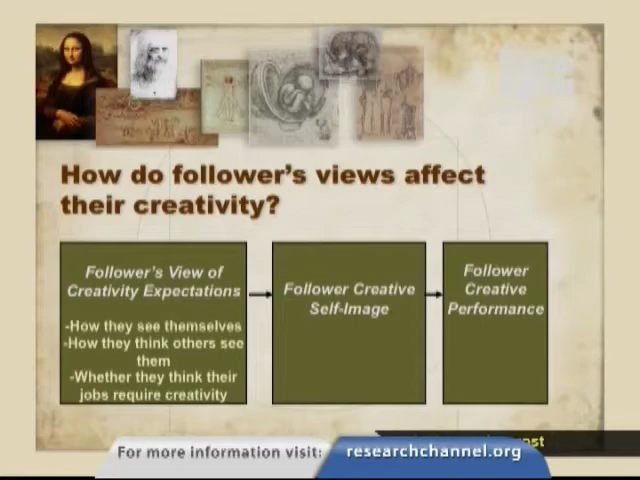 How do follower's views affect
their creativity?
Follower's View of
Creativity Expectations
-How they see themselves
-How they think others see
them
-Whether they think their
jobs require creativity
Follower Creative
Self-Image
Follower
Creative
Performance
For more information visit:
researchchannel.org